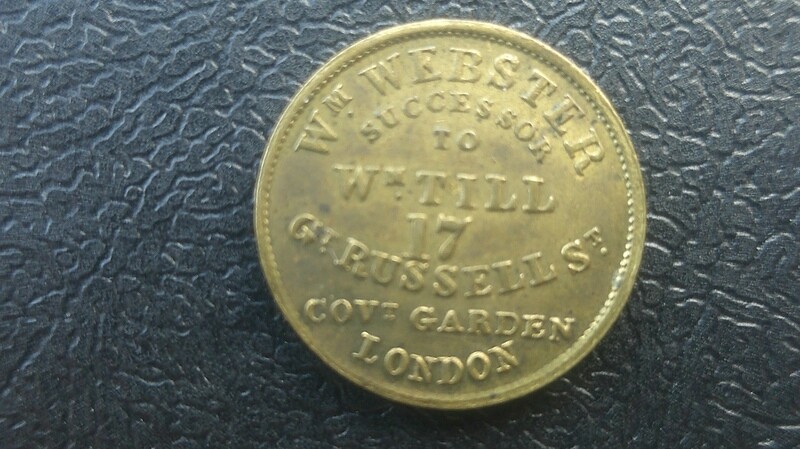 WM. WEBSTER
SUCCESSOR
TO
WM. TILL
17
GT. RUSSELL ST.
COVT GARDEN
LONDON